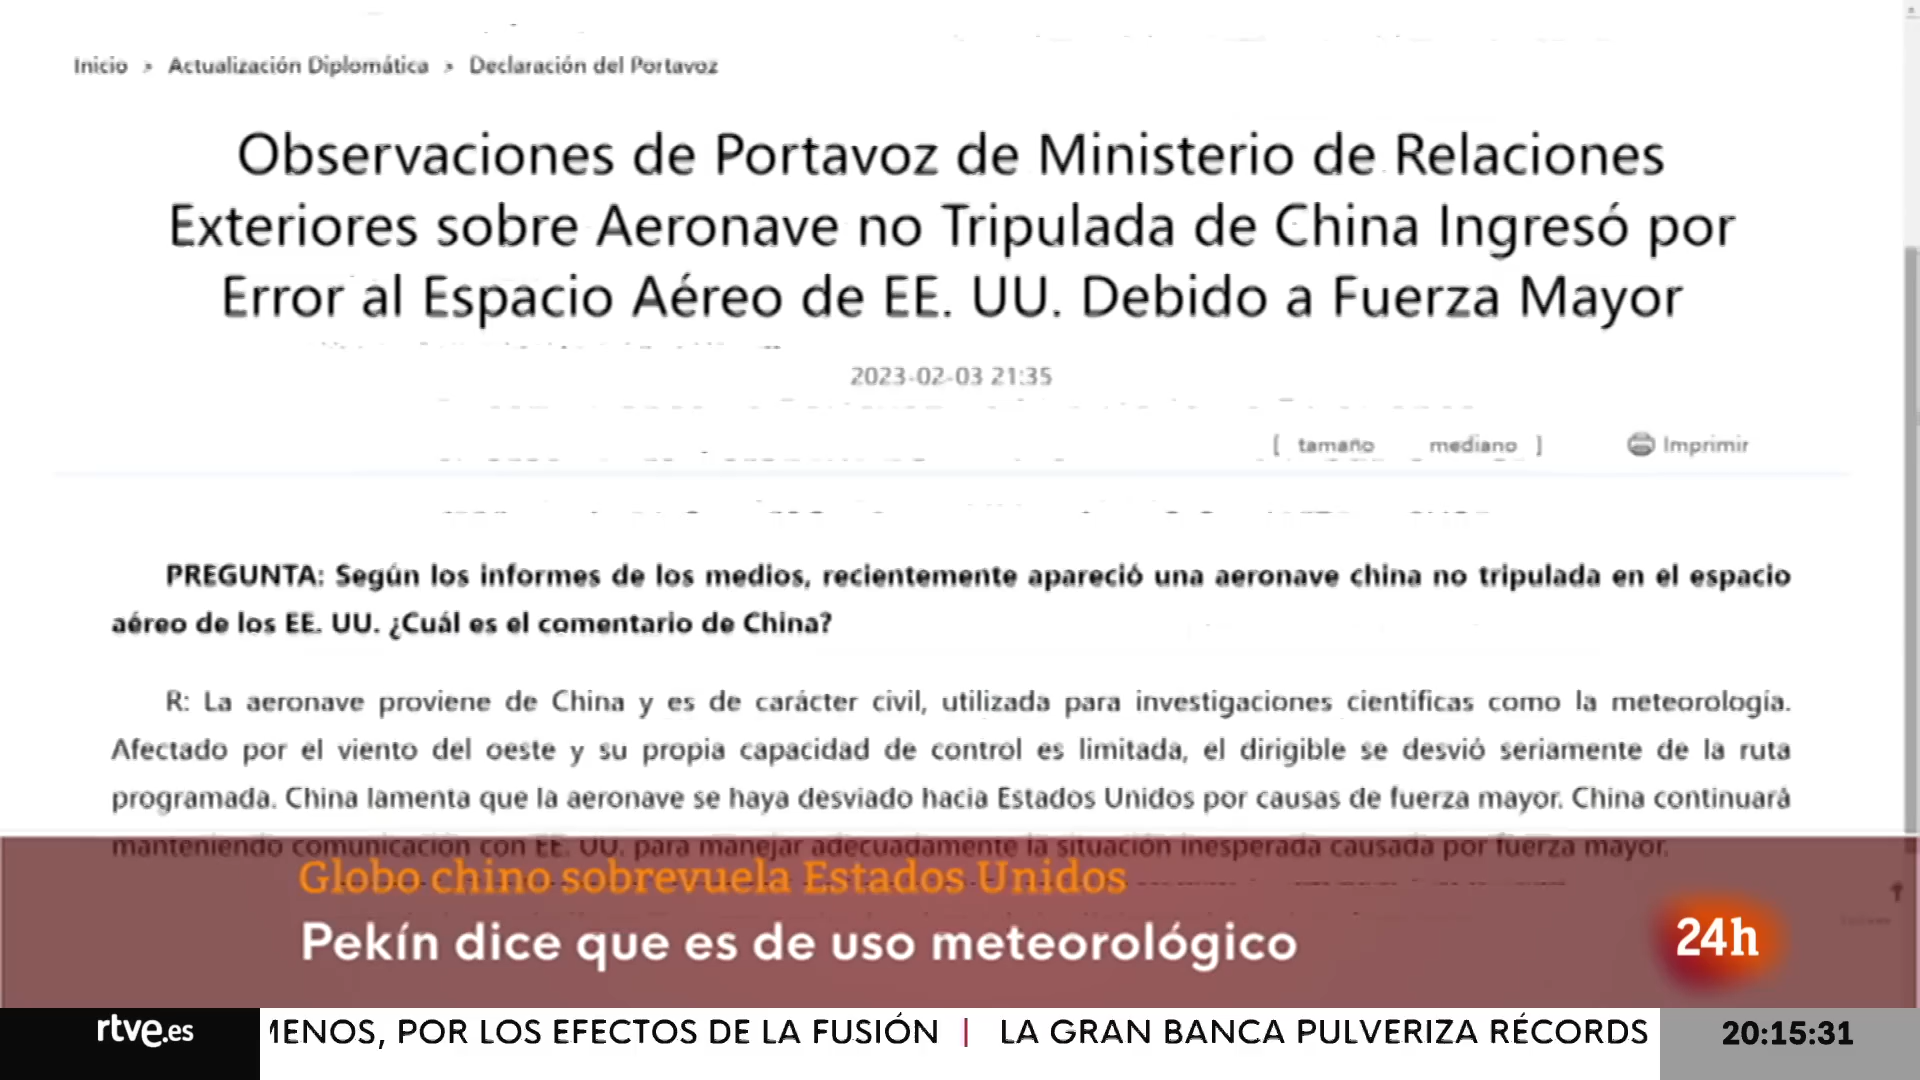 Inicio > Actualización Diplomática > Declaración del Portavoz
Observaciones de Portavoz de Ministerio de Relaciones
Exteriores sobre Aeronave no Tripulada de China Ingresó por
Error al Espacio Aéreo de EE. UU. Debido a Fuerza Mayor
2023-02-03 21:35
[ tamaño mediano ] Imprimir
PREGUNTA: Según los informes de los medios, recientemente apareció una aeronave china no tripulada en el espacio
aéreo de los EE. UU. ¿Cuál es el comentario de China?
R: La aeronave proviene de China y es de carácter civil, utilizada para investigaciones científicas como la meteorología.
Afectado por el viento del oeste y su propia capacidad de control es limitada, el dirigible se desvió seriamente de la ruta
programada. China lamenta que la aeronave se haya desviado hacia Estados Unidos por causas de fuerza mayor. China continuará
manteniendo comunicación con EE. UU. para manejar adecuadamente la situación inesperada causada por fuerza mayor.
Globo chino sobrevuela Estados Unidos
Pekín dice que es de uso meteorológico
24h
rtve.es MENOS, POR LOS EFECTOS DE LA FUSIÓN | LA GRAN BANCA PULVERIZA RÉCORDS 20:15:31